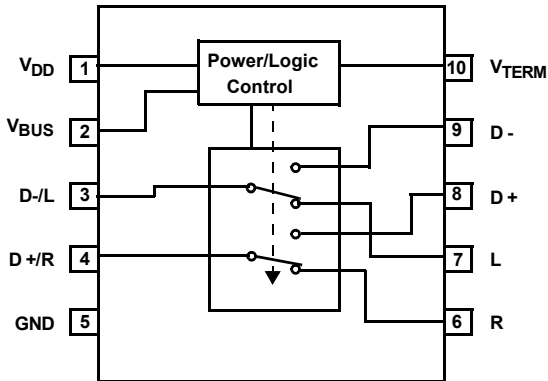 VDD 1
Power/Logic
Control
10 VTERM
VBUS 2
9 D -
D-/L 3
8 D +
D +/R 4
7 L
GND 5
6 R